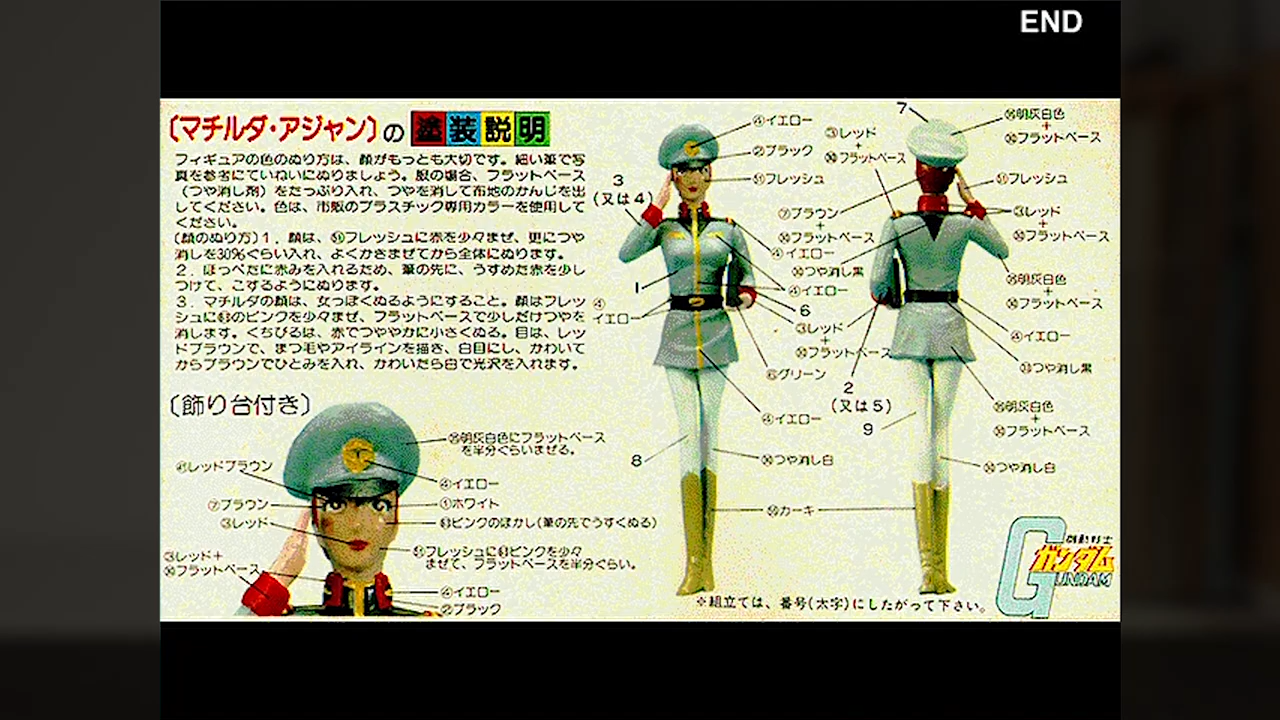 END
〔マチルダ・アジャン〕の塗装説明
フィギュアの色のぬり方は、顔がもっとも大切です。細い筆で写
真を参考にていねいにぬりましょう。服の場合、フラットベース
（つや消し剤）をたっぷり入れ、つやを消して布地のかんじを出
してください。色は、市販のプラスチック専用カラーを使用して
ください。
〔顔のぬり方〕1．顔は、㊿フレッシュに赤を少々まぜ、更につや
消しを30%ぐらい入れ、よくかきまぜてから全体にぬります。
2．ほっぺたに赤みを入れるため、筆の先に、うすめた赤を少し
つけて、こするようにぬります。
3．マチルダの顔は、女っぽくぬるようにすること。顔はフレッ
シュに63のピンクを少々まぜ、フラットベースで少しだけつやを
消します。くちびるは、赤でつややかに小さくぬる。目は、レッ
ドブラウンで、まつ毛やアイラインを描き、白目にし、かわいて
からブラウンでひとみを入れ、かわいたら白で光沢を入れます。
〔飾り台付き〕
明灰白色にフラットベース
を半分ぐらいまぜる。
レッドブラウン
④イエロー
⑦ブラウン
①ホワイト
③レッド
ピンクのぼかし（筆の先でうすくぬる）
フレッシュにピンクを少々
まぜて、フラットベースを半分ぐらい。
③レッド＋
フラットベース
④イエロー
②ブラック
④イエロー
②ブラック
フレッシュ
3
（又は4）
④イエロー
④イエロー
1
④
イエロー
6
③レッド
+
フラットベース
⑥グリーン
④イエロー
8
つや消し白
カーキ
7
明灰白色
+
フラットベース
③レッド
+
フラットベース
フレッシュ
⑦ブラウン
+
フラットベース
③レッド
+
フラットベース
つや消し黒
明灰白色
+
フラットベース
④イエロー
つや消し黒
2
（又は5）
明灰白色
+
フラットベース
9
つや消し白
※組立ては、番号（太字）にしたがって下さい。
機動戦士
ガンダム
GUNDAM